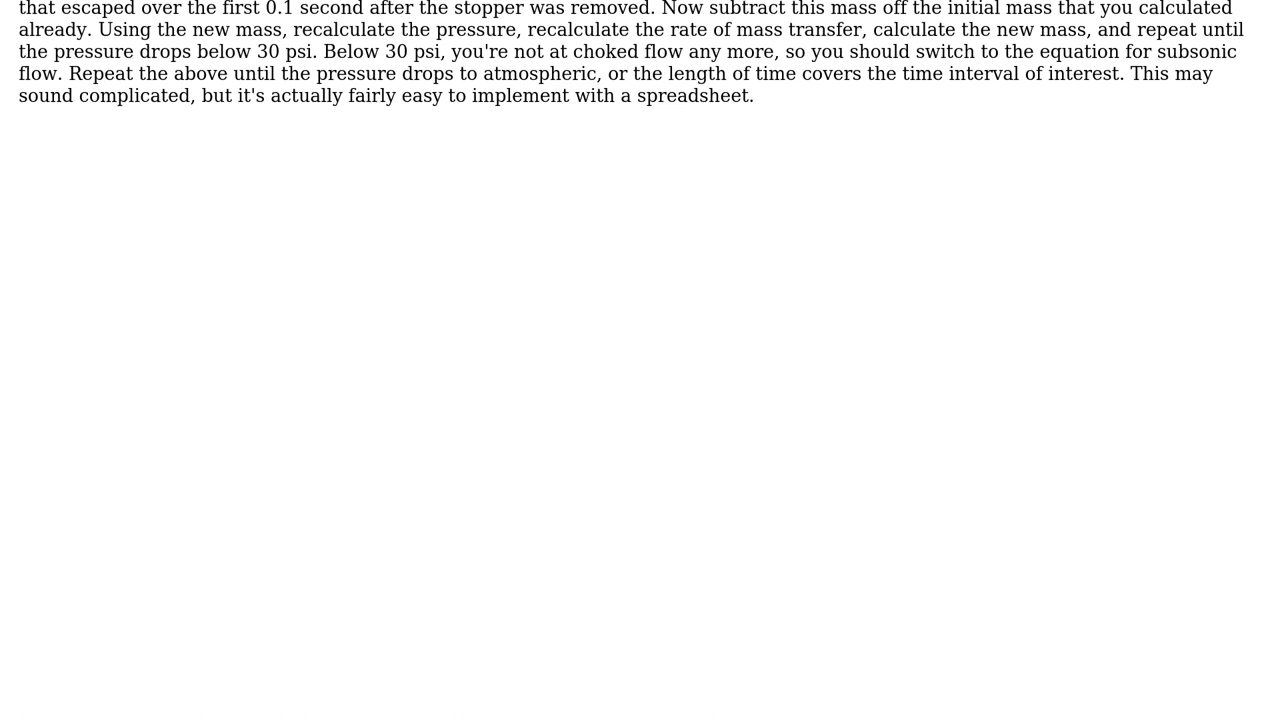 that escaped over the first 0.1 second after the stopper was removed. Now subtract this mass off the initial mass that you calculated
already. Using the new mass, recalculate the pressure, recalculate the rate of mass transfer, calculate the new mass, and repeat until
the pressure drops below 30 psi. Below 30 psi, you're not at choked flow any more, so you should switch to the equation for subsonic
flow. Repeat the above until the pressure drops to atmospheric, or the length of time covers the time interval of interest. This may
sound complicated, but it's actually fairly easy to implement with a spreadsheet.